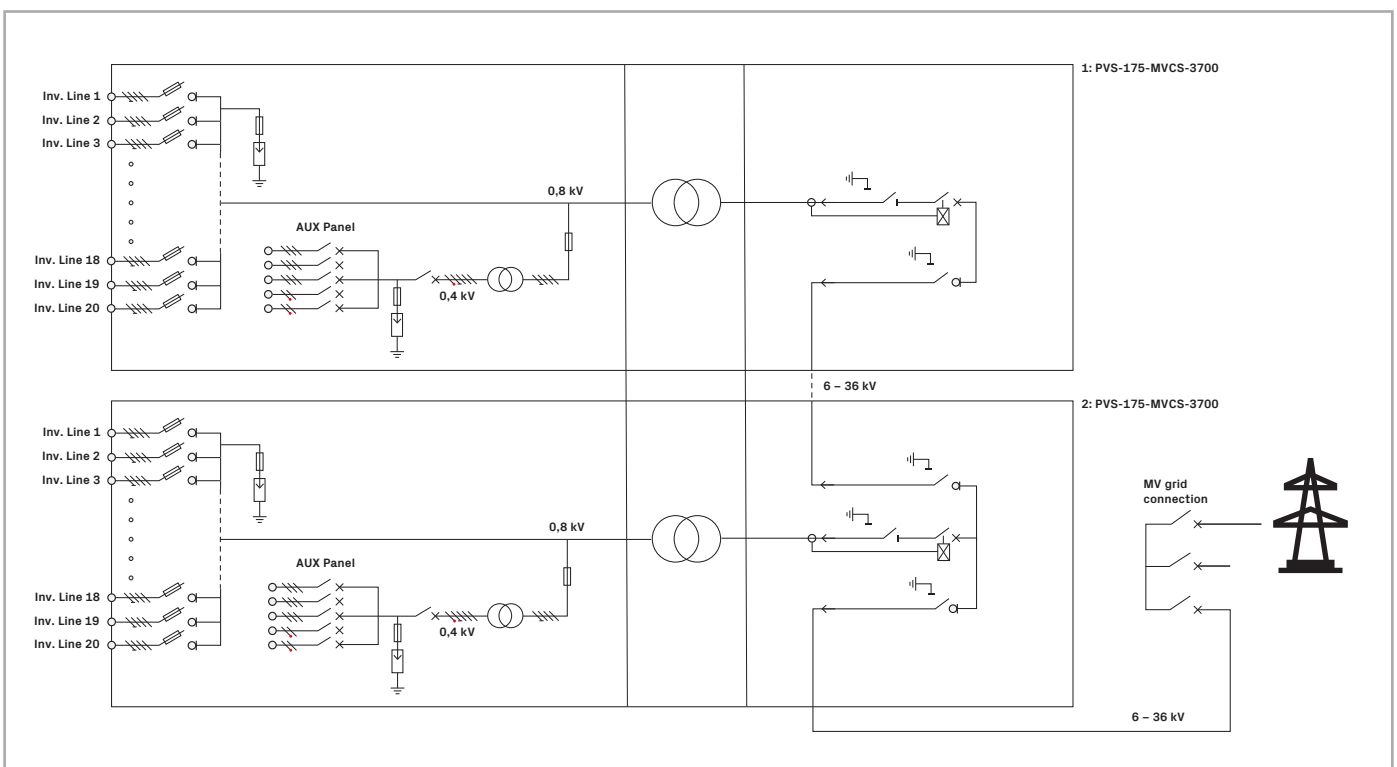 1: PVS-175-MVCS-3700
Inv. Line 1
Inv. Line 2
Inv. Line 3
0,8 kV
AUX Panel
Inv. Line 18
Inv. Line 19
Inv. Line 20
0,4 kV
6 – 36 kV
2: PVS-175-MVCS-3700
Inv. Line 1
Inv. Line 2
Inv. Line 3
MV grid
connection
0,8 kV
AUX Panel
Inv. Line 18
Inv. Line 19
Inv. Line 20
0,4 kV
6 – 36 kV